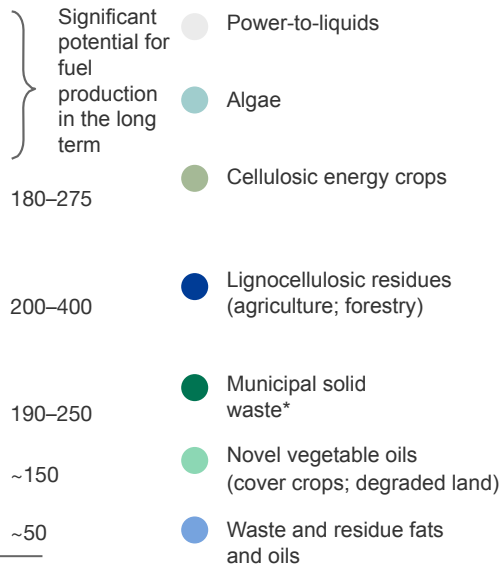 Significant
potential for
fuel
production
in the long
term
Power-to-liquids
Algae
180–275
Cellulosic energy crops
200–400
Lignocellulosic residues
(agriculture; forestry)
190–250
Municipal solid
waste*
~150
Novel vegetable oils
(cover crops; degraded land)
~50
Waste and residue fats
and oils